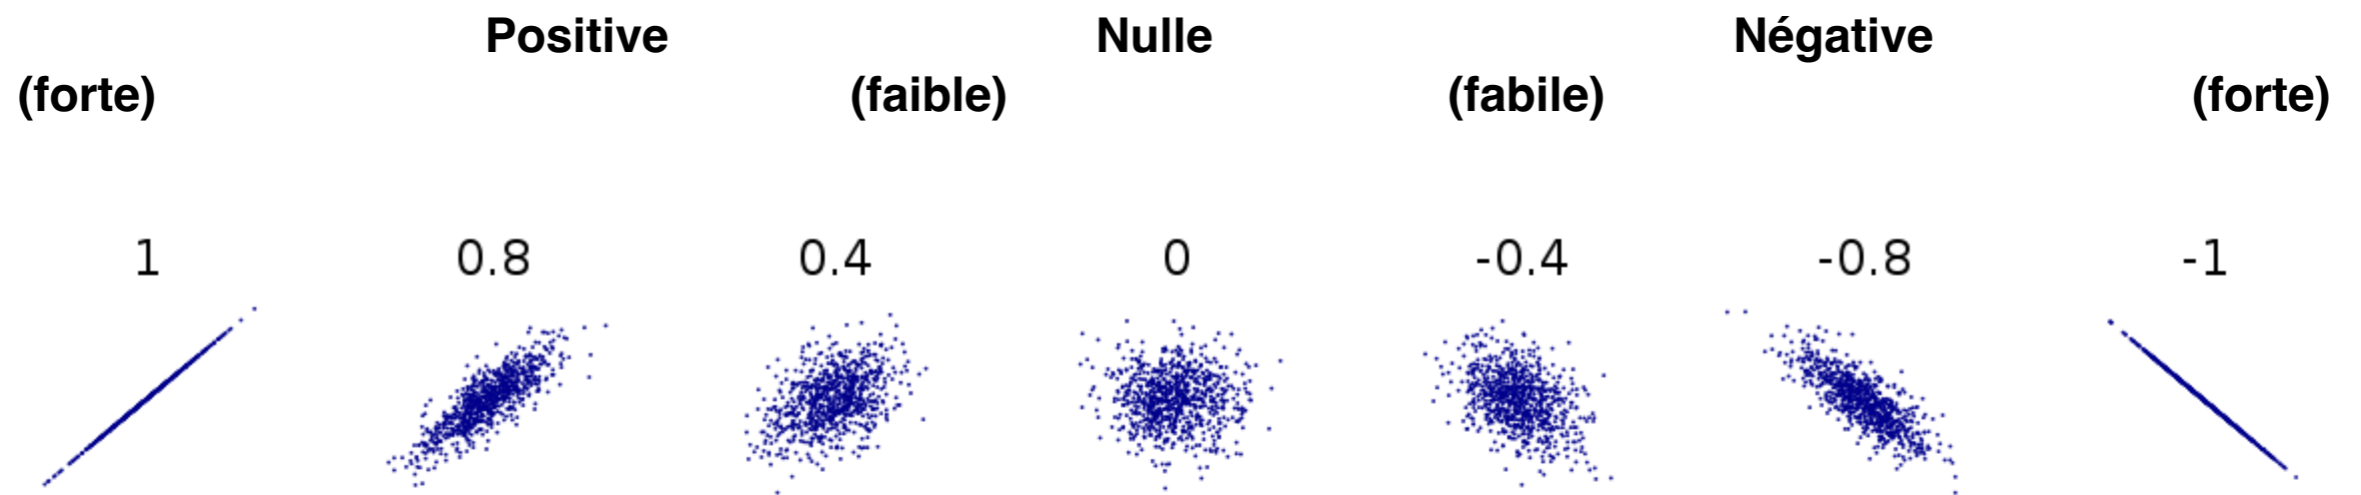 Positive Nulle Négative
(forte) (faible) (fabile) (forte)
1 0.8 0.4 0 -0.4 -0.8 -1